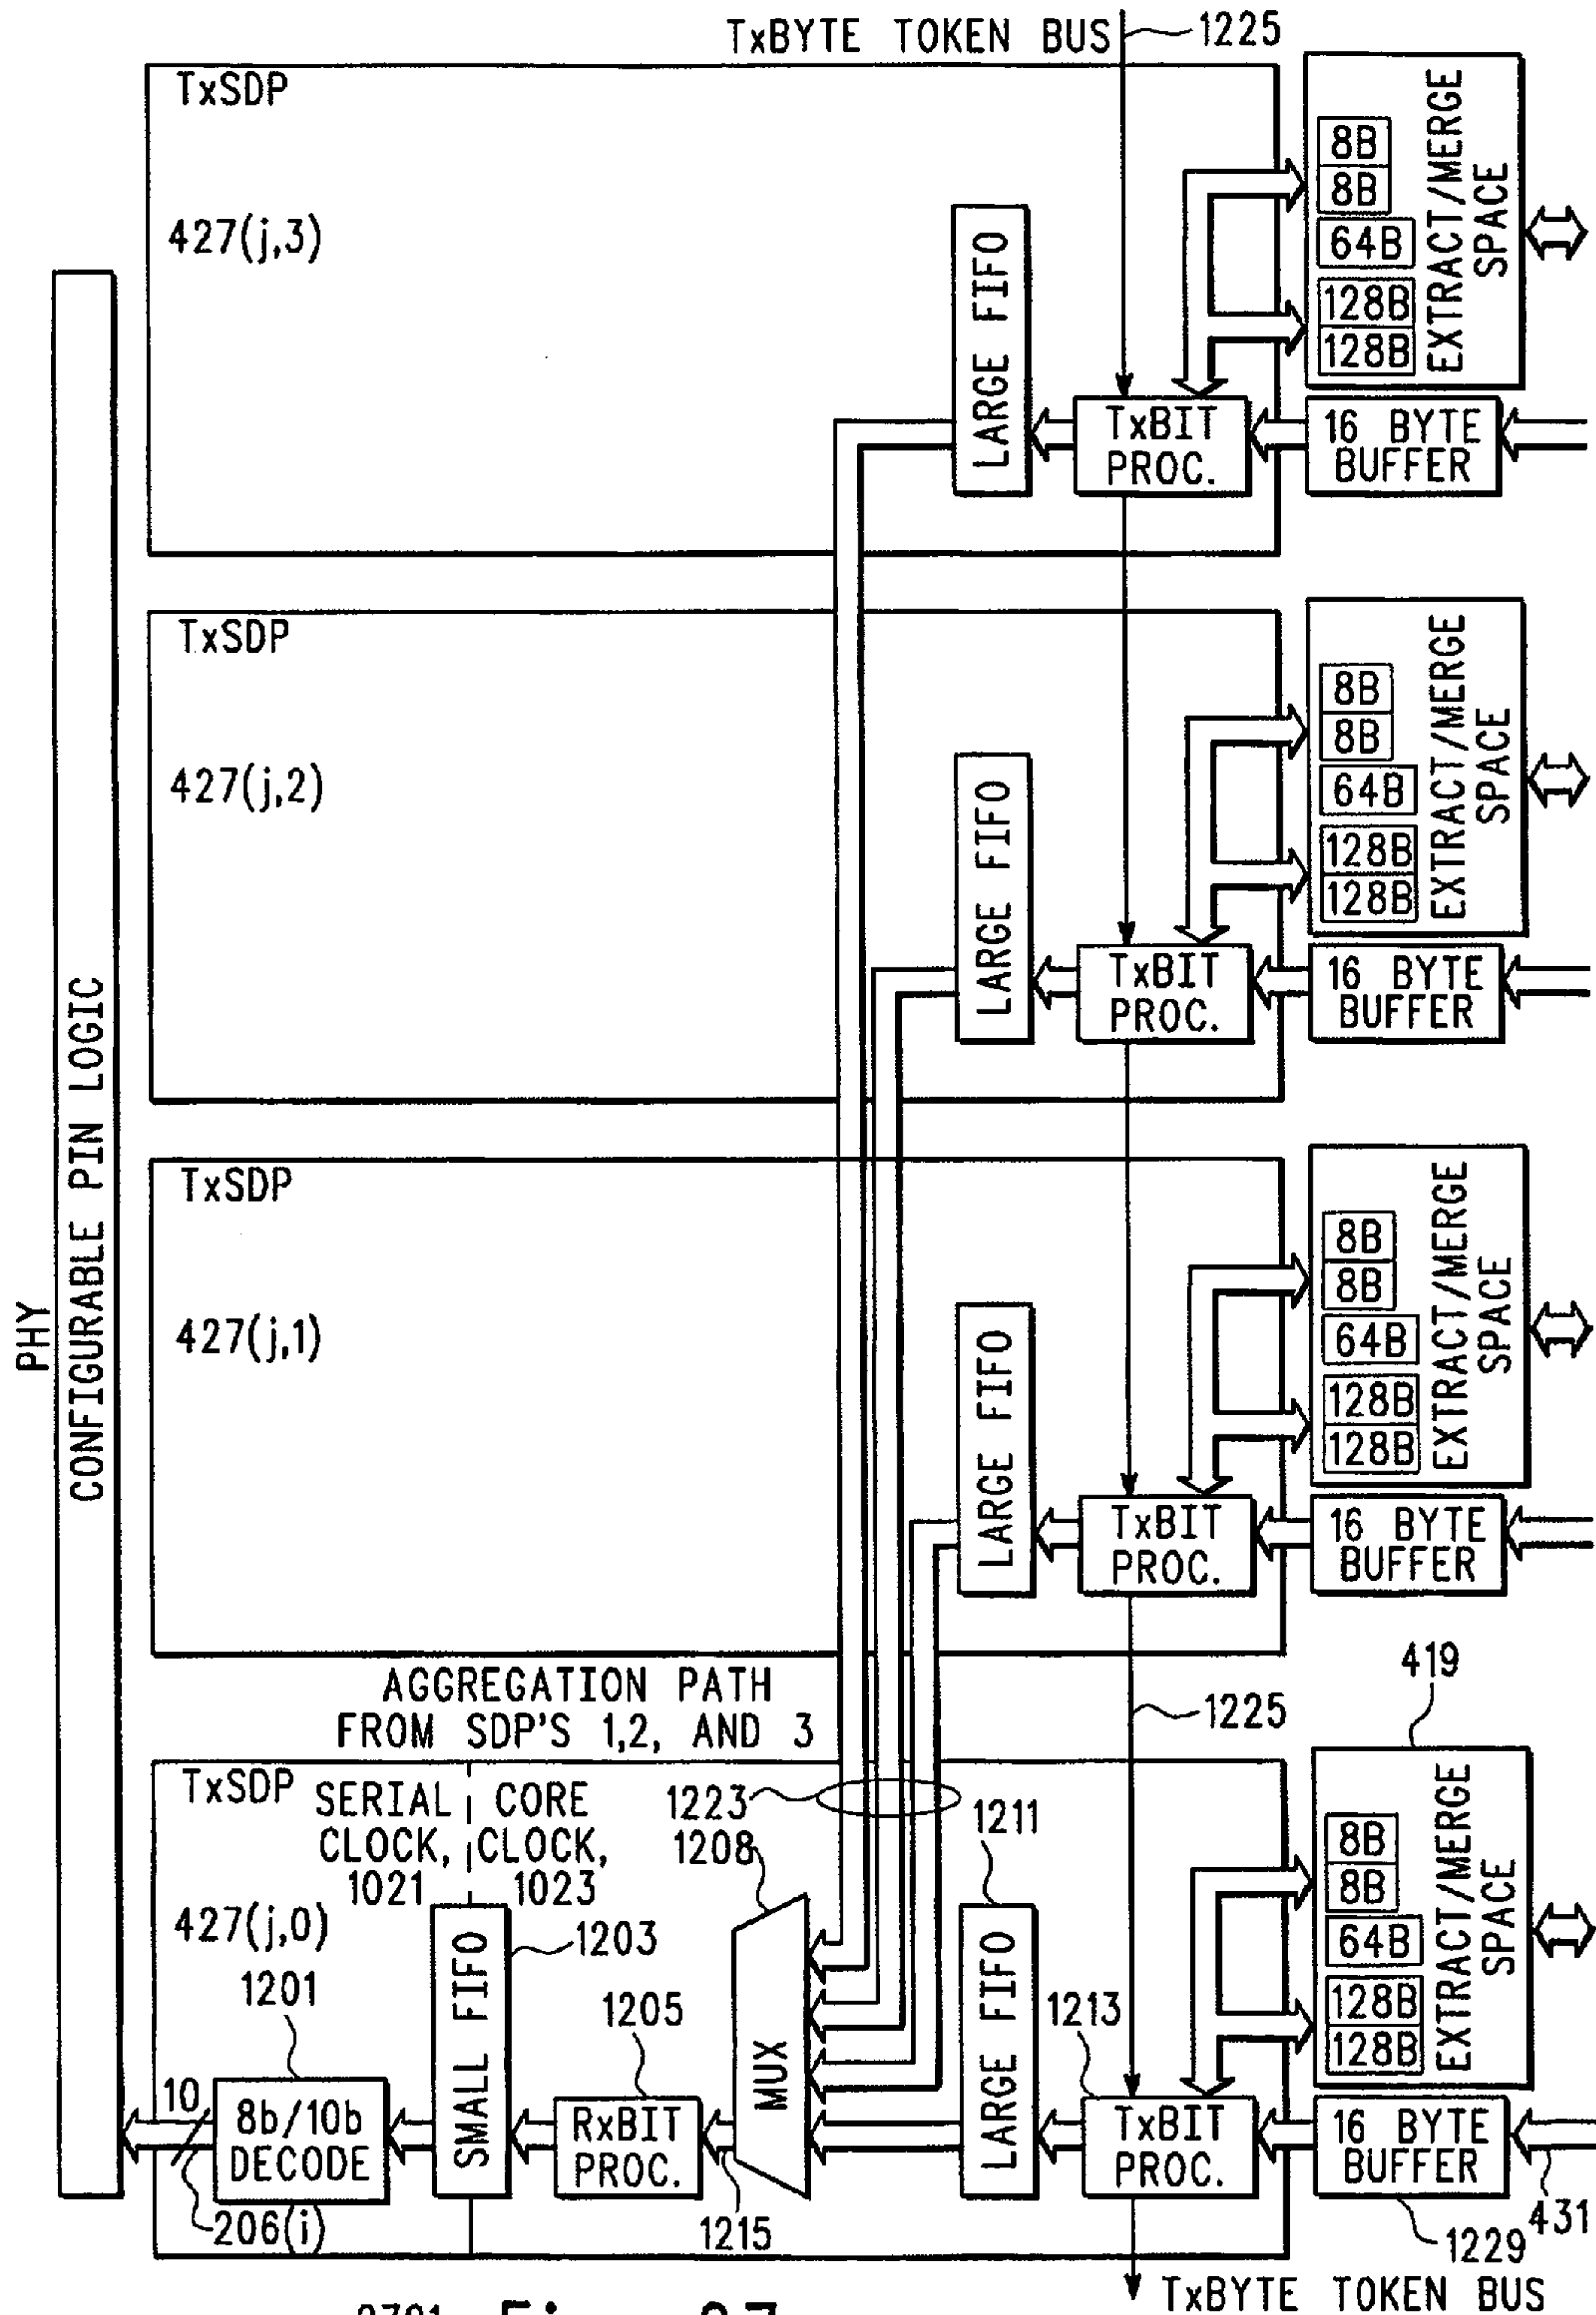 TxBYTE TOKEN BUS
1225
TxSDP
427(j,3)
LARGE FIFO
TxBIT
PROC.
8B
8B
64B
128B
128B
EXTRACT/MERGE
SPACE
16 BYTE
BUFFER
TxSDP
427(j,2)
LARGE FIFO
TxBIT
PROC.
8B
8B
64B
128B
128B
EXTRACT/MERGE
SPACE
16 BYTE
BUFFER
PHY
CONFIGURABLE PIN LOGIC
TxSDP
427(j,1)
LARGE FIFO
TxBIT
PROC.
8B
8B
64B
128B
128B
EXTRACT/MERGE
SPACE
16 BYTE
BUFFER
AGGREGATION PATH
FROM SDP'S 1,2, AND 3
1225
419
TxSDP
SERIAL
CLOCK,
1021
CORE
CLOCK,
1023
1223
1208
1211
427(j,0)
1201
1203
1205
1213
10
8b/10b
DECODE
206(i)
SMALL FIFO
RxBIT
PROC.
MUX
1215
LARGE FIFO
TxBIT
PROC.
8B
8B
64B
128B
128B
EXTRACT/MERGE
SPACE
16 BYTE
BUFFER
431
1229
TxBYTE TOKEN BUS